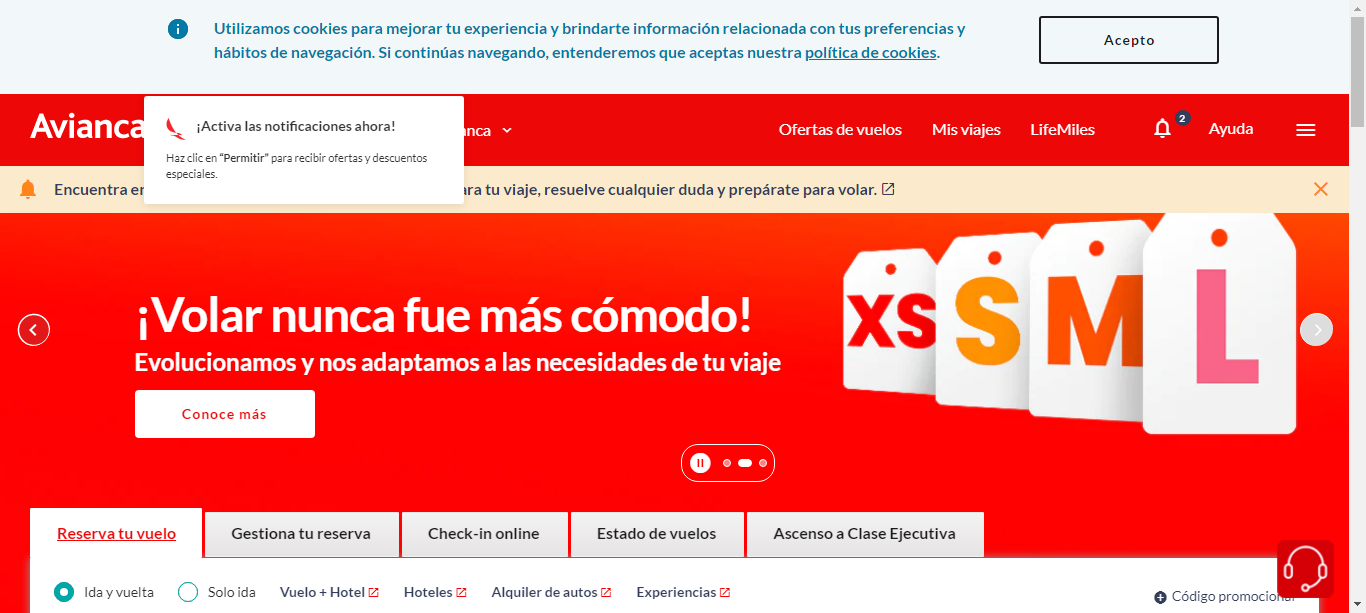 Utilizamos cookies para mejorar tu experiencia y brindarte información relacionada con tus preferencias y
hábitos de navegación. Si continúas navegando, entenderemos que aceptas nuestra política de cookies.
Acepto
Avianca
¡Activa las notificaciones ahora!
Haz clic en “Permitir” para recibir ofertas y descuentos
especiales.
Ofertas de vuelos
Mis viajes
LifeMiles
2
Ayuda
Encuentra
para tu viaje, resuelve cualquier duda y prepárate para volar.
¡Volar nunca fue más cómodo!
Evolucionamos y nos adaptamos a las necesidades de tu viaje
Conoce más
XS
S
M
L
Reserva tu vuelo
Gestiona tu reserva
Check-in online
Estado de vuelos
Ascenso a Clase Ejecutiva
Ida y vuelta
Solo ida
Vuelo + Hotel
Hoteles
Alquiler de autos
Experiencias
Código promocional